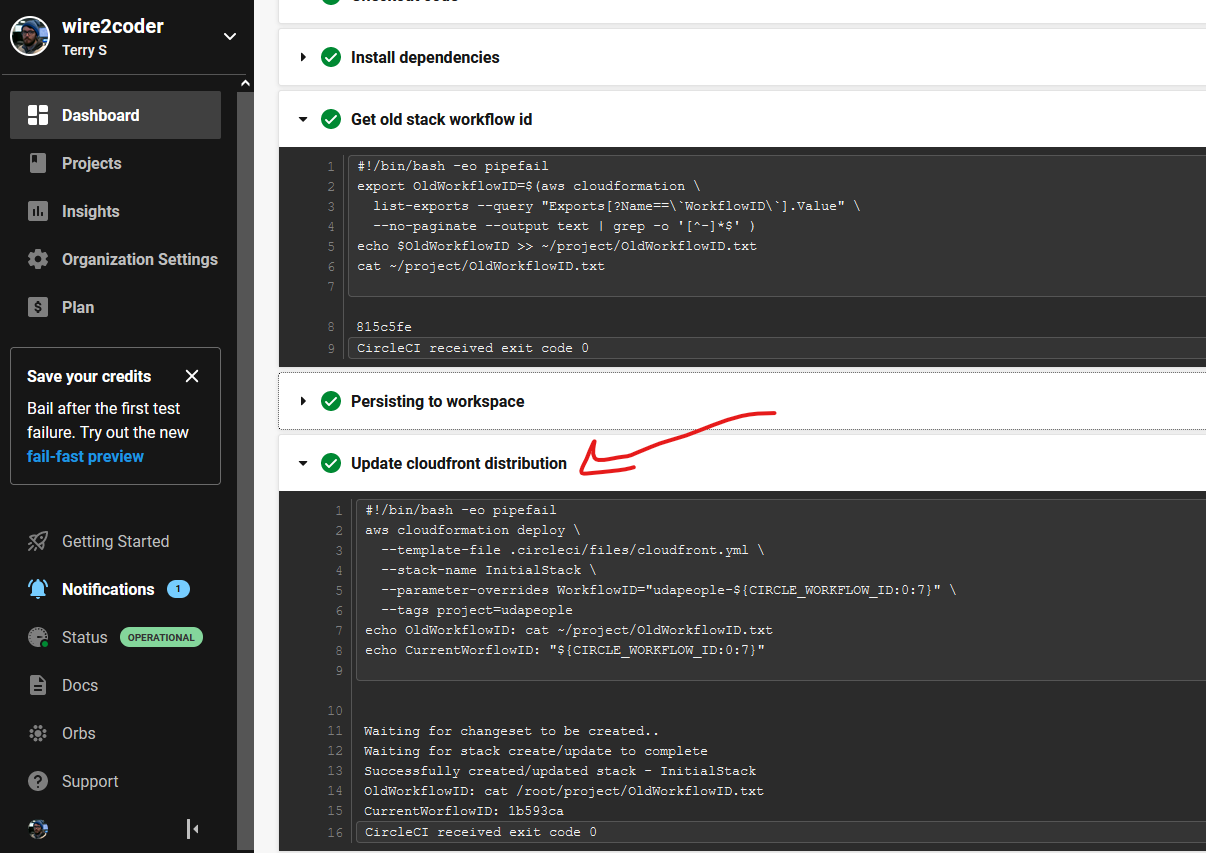 wire2coder
Terry S
Dashboard
Projects
Insights
Organization Settings
Plan
Save your credits
Bail after the first test
failure. Try out the new
fail-fast preview
Getting Started
Notifications 1
Status OPERATIONAL
Docs
Orbs
Support
Checkout code
Install dependencies
Get old stack workflow id
1 #!/bin/bash -eo pipefail
2 export OldWorkflowID=$(aws cloudformation \
3 list-exports --query "Exports[?Name==\`WorkflowID\`].Value" \
4 --no-paginate --output text | grep -o '[^-]*$' )
5 echo $OldWorkflowID >> ~/project/OldWorkflowID.txt
6 cat ~/project/OldWorkflowID.txt
7
8 815c5fe
9 CircleCI received exit code 0
Persisting to workspace
Update cloudfront distribution
1 #!/bin/bash -eo pipefail
2 aws cloudformation deploy \
3 --template-file .circleci/files/cloudfront.yml \
4 --stack-name InitialStack \
5 --parameter-overrides WorkflowID="udapeople-${CIRCLE_WORKFLOW_ID:0:7}" \
6 --tags project=udapeople
7 echo OldWorkflowID: cat ~/project/OldWorkflowID.txt
8 echo CurrentWorflowID: "${CIRCLE_WORKFLOW_ID:0:7}"
9
10
11 Waiting for changeset to be created..
12 Waiting for stack create/update to complete
13 Successfully created/updated stack - InitialStack
14 OldWorkflowID: cat /root/project/OldWorkflowID.txt
15 CurrentWorflowID: 1b593ca
16 CircleCI received exit code 0